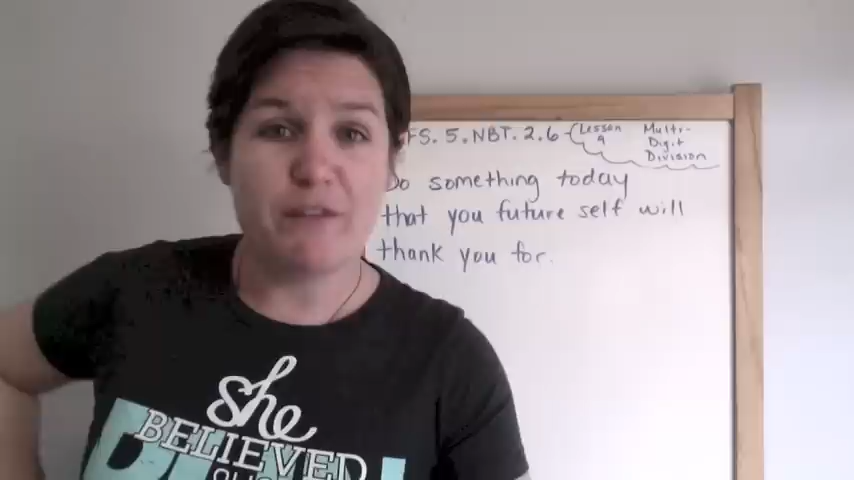 FS. 5. NBT. 2.6
Lesson
9
Multi-
Digit
Division
Do something today
that you future self will
thank you for.
she
BELIEVED